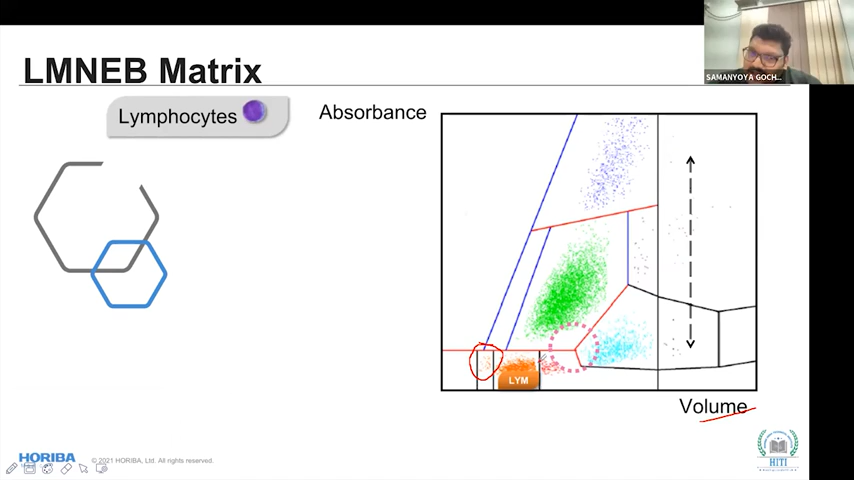 SAMANYOYA GOCH...
LMNEB Matrix
Lymphocytes
Absorbance
LYM
Volume
HORIBA
© 2021 HORIBA, Ltd. All rights reserved.
HITI